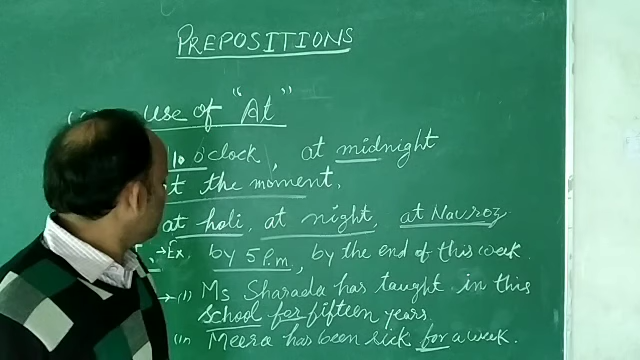 PREPOSITIONS
use of "At"
10 o'clock, at midnight
t the moment.
at holi, at night, at Navroz
→ Ex, by 5 P.m, by the end of this week.
→ (1) Ms Sharada has taught in this
school for fifteen years.
Meera has been sick for a week.